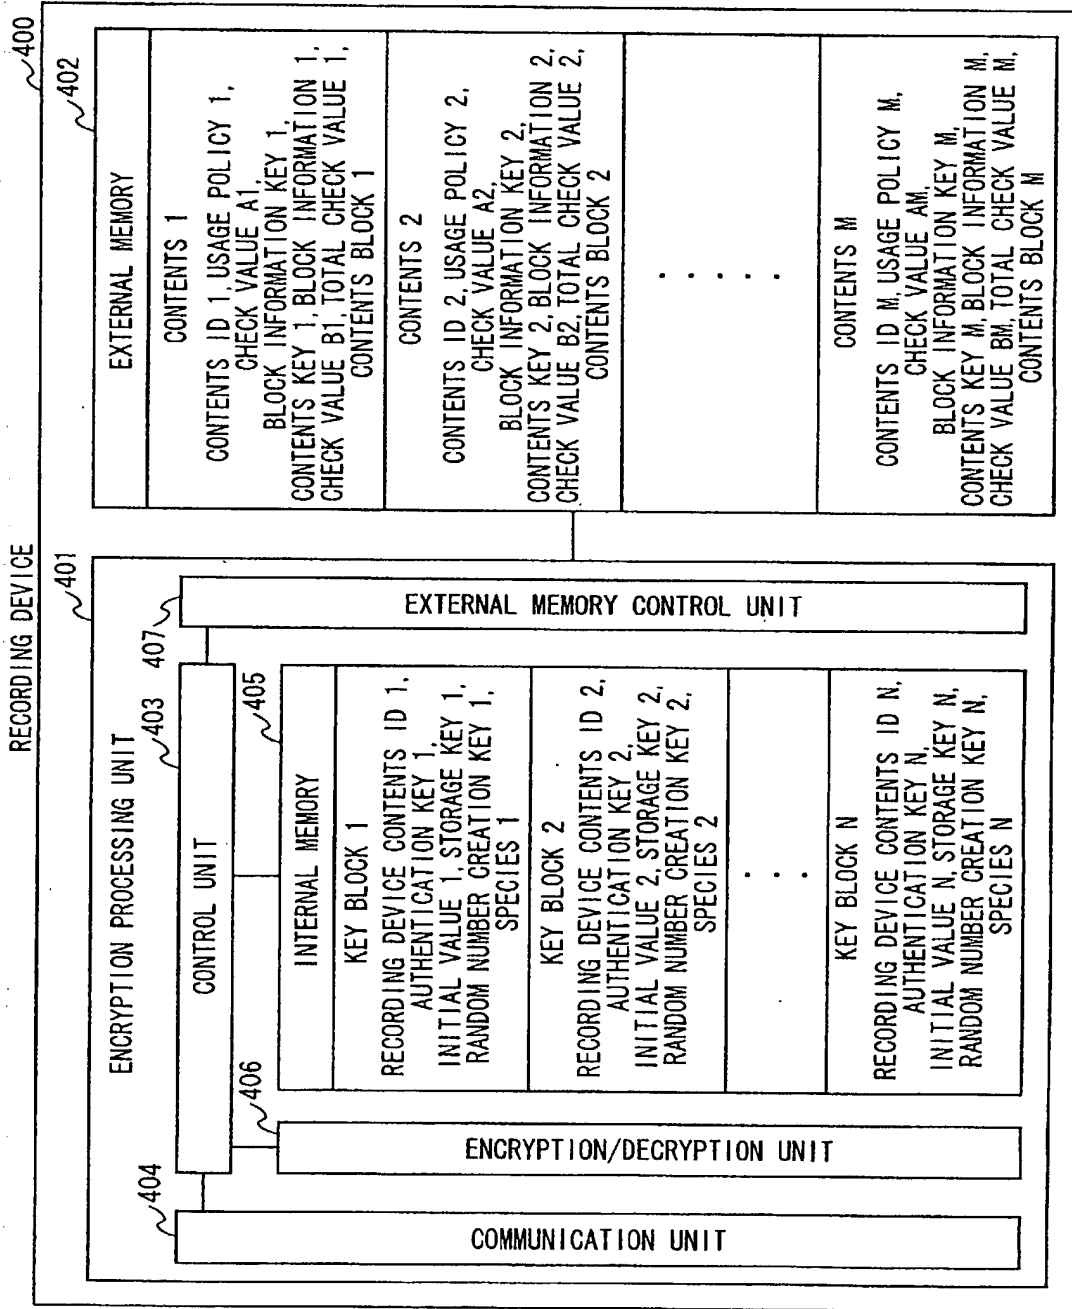 RECORDING DEVICE
400
401
ENCRYPTION PROCESSING UNIT
403
CONTROL UNIT
404
COMMUNICATION UNIT
406
ENCRYPTION/DECRYPTION UNIT
405
INTERNAL MEMORY
KEY BLOCK 1
RECORDING DEVICE CONTENTS ID 1,
AUTHENTICATION KEY 1,
INITIAL VALUE 1, STORAGE KEY 1,
RANDOM NUMBER CREATION KEY 1,
SPECIES 1
KEY BLOCK 2
RECORDING DEVICE CONTENTS ID 2,
AUTHENTICATION KEY 2,
INITIAL VALUE 2, STORAGE KEY 2,
RANDOM NUMBER CREATION KEY 2,
SPECIES 2
. . .
KEY BLOCK N
RECORDING DEVICE CONTENTS ID N,
AUTHENTICATION KEY N,
INITIAL VALUE N, STORAGE KEY N,
RANDOM NUMBER CREATION KEY N,
SPECIES N
407
EXTERNAL MEMORY CONTROL UNIT
402
EXTERNAL MEMORY
CONTENTS 1
CONTENTS ID 1, USAGE POLICY 1,
CHECK VALUE A1,
BLOCK INFORMATION KEY 1,
CONTENTS KEY 1, BLOCK INFORMATION 1,
CHECK VALUE B1, TOTAL CHECK VALUE 1,
CONTENTS BLOCK 1
CONTENTS 2
CONTENTS ID 2, USAGE POLICY 2,
CHECK VALUE A2,
BLOCK INFORMATION KEY 2,
CONTENTS KEY 2, BLOCK INFORMATION 2,
CHECK VALUE B2, TOTAL CHECK VALUE 2,
CONTENTS BLOCK 2
. . . . .
CONTENTS M
CONTENTS ID M, USAGE POLICY M,
CHECK VALUE AM,
BLOCK INFORMATION KEY M,
CONTENTS KEY M, BLOCK INFORMATION M,
CHECK VALUE BM, TOTAL CHECK VALUE M,
CONTENTS BLOCK M